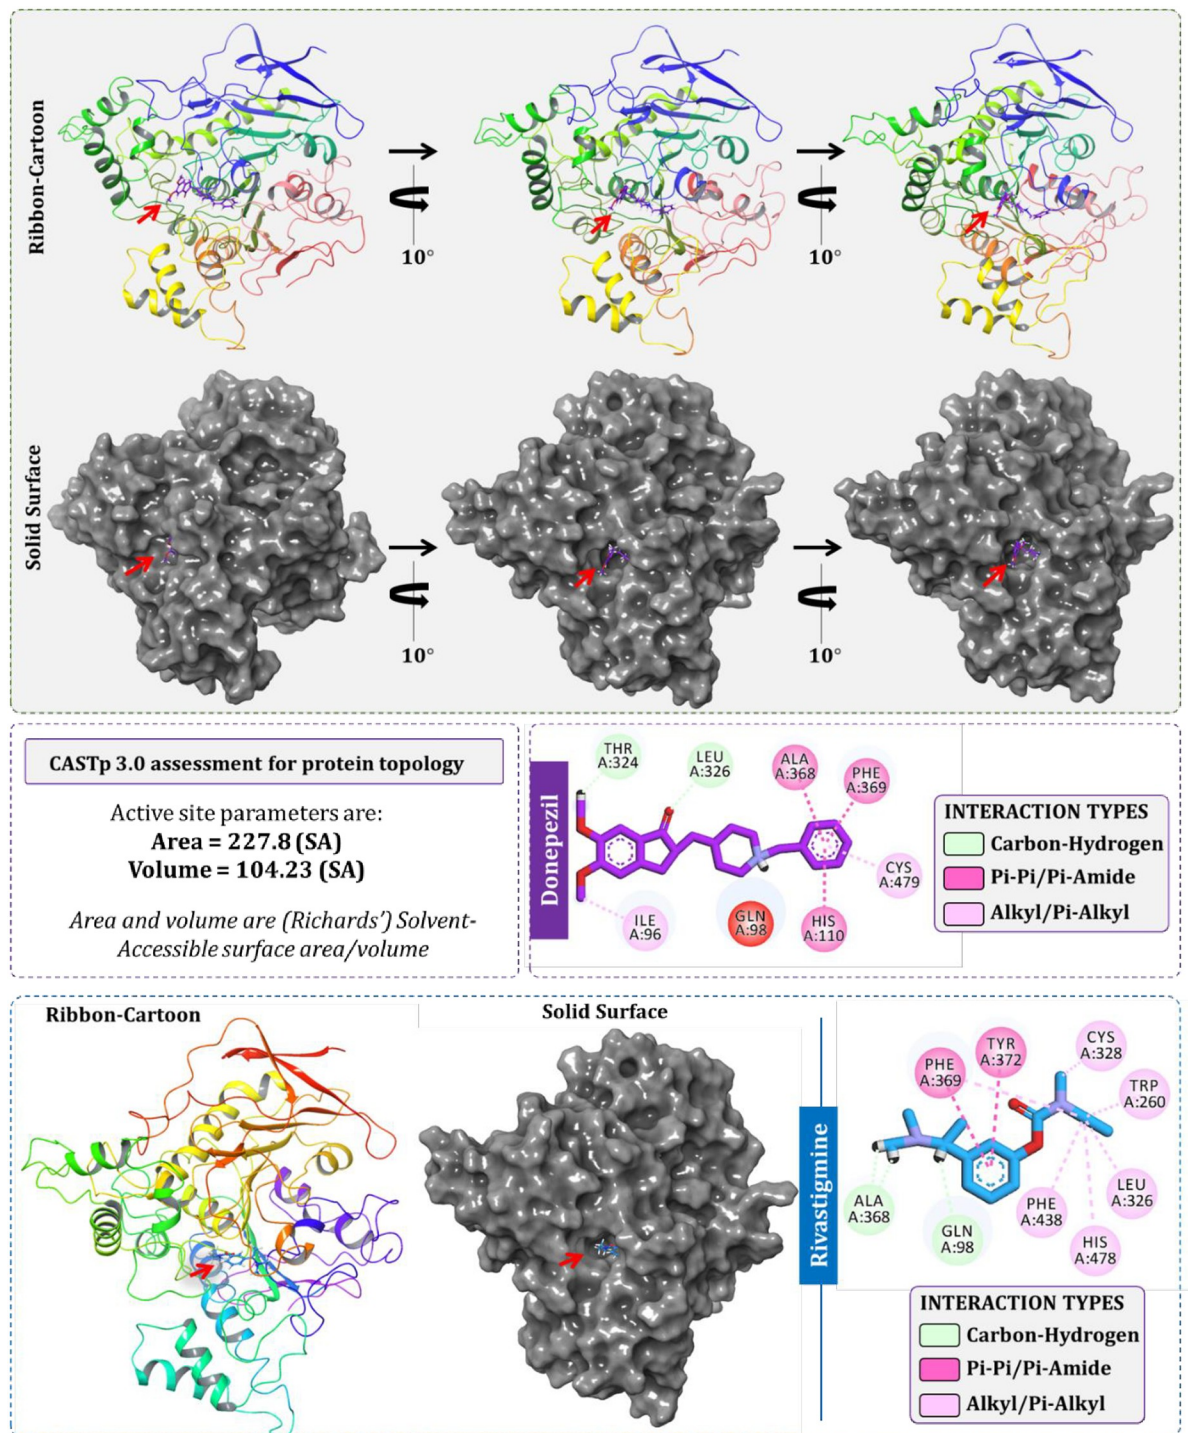 Ribbon-Cartoon
10°
10°
Solid Surface
10°
10°
CASTp 3.0 assessment for protein topology
Active site parameters are:
Area = 227.8 (SA)
Volume = 104.23 (SA)
Area and volume are (Richards’) Solvent-
Accessible surface area/volume
Donepezil
THR
A:324
LEU
A:326
ALA
A:368
PHE
A:369
CYS
A:479
ILE
A:96
GLN
A:98
HIS
A:110
INTERACTION TYPES
Carbon-Hydrogen
Pi-Pi/Pi-Amide
Alkyl/Pi-Alkyl
Ribbon-Cartoon
Solid Surface
Rivastigmine
PHE
A:369
TYR
A:372
CYS
A:328
TRP
A:260
ALA
A:368
GLN
A:98
PHE
A:438
LEU
A:326
HIS
A:478
INTERACTION TYPES
Carbon-Hydrogen
Pi-Pi/Pi-Amide
Alkyl/Pi-Alkyl